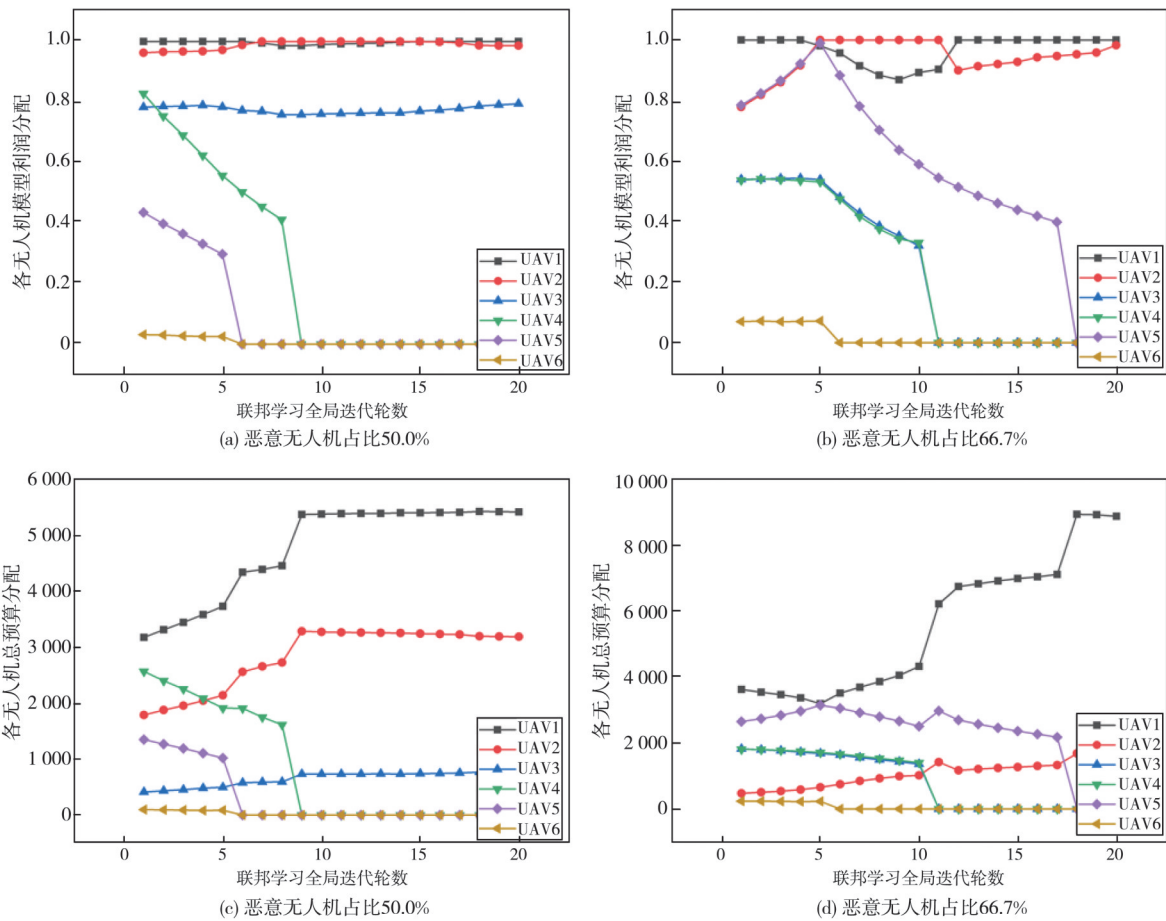 各无人机模型利润分配
1.0
0.8
0.6
0.4
0.2
0
UAV1
UAV2
UAV3
UAV4
UAV5
UAV6
0 5 10 15 20
联邦学习全局迭代轮数
(a) 恶意无人机占比50.0%
各无人机模型利润分配
1.0
0.8
0.6
0.4
0.2
0
UAV1
UAV2
UAV3
UAV4
UAV5
UAV6
0 5 10 15 20
联邦学习全局迭代轮数
(b) 恶意无人机占比66.7%
各无人机总预算分配
6 000
5 000
4 000
3 000
2 000
1 000
0
UAV1
UAV2
UAV3
UAV4
UAV5
UAV6
0 5 10 15 20
联邦学习全局迭代轮数
(c) 恶意无人机占比50.0%
各无人机总预算分配
10 000
8 000
6 000
4 000
2 000
0
UAV1
UAV2
UAV3
UAV4
UAV5
UAV6
0 5 10 15 20
联邦学习全局迭代轮数
(d) 恶意无人机占比66.7%